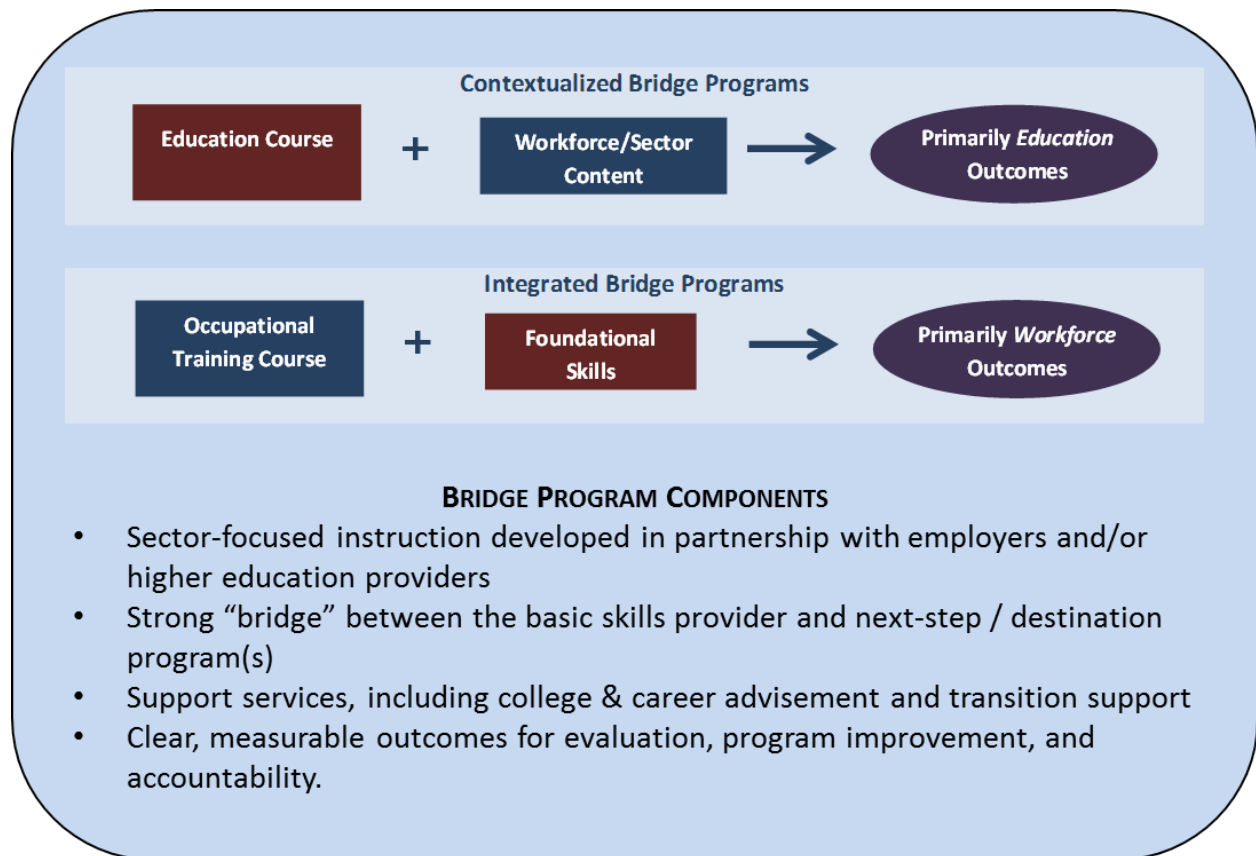 Contextualized Bridge Programs
Education Course
+
Workforce/Sector
Content
Primarily Education
Outcomes
Integrated Bridge Programs
Occupational
Training Course
+
Foundational
Skills
Primarily Workforce
Outcomes
BRIDGE PROGRAM COMPONENTS
• Sector-focused instruction developed in partnership with employers and/or
higher education providers
• Strong “bridge” between the basic skills provider and next-step / destination
program(s)
• Support services, including college & career advisement and transition support
• Clear, measurable outcomes for evaluation, program improvement, and
accountability.